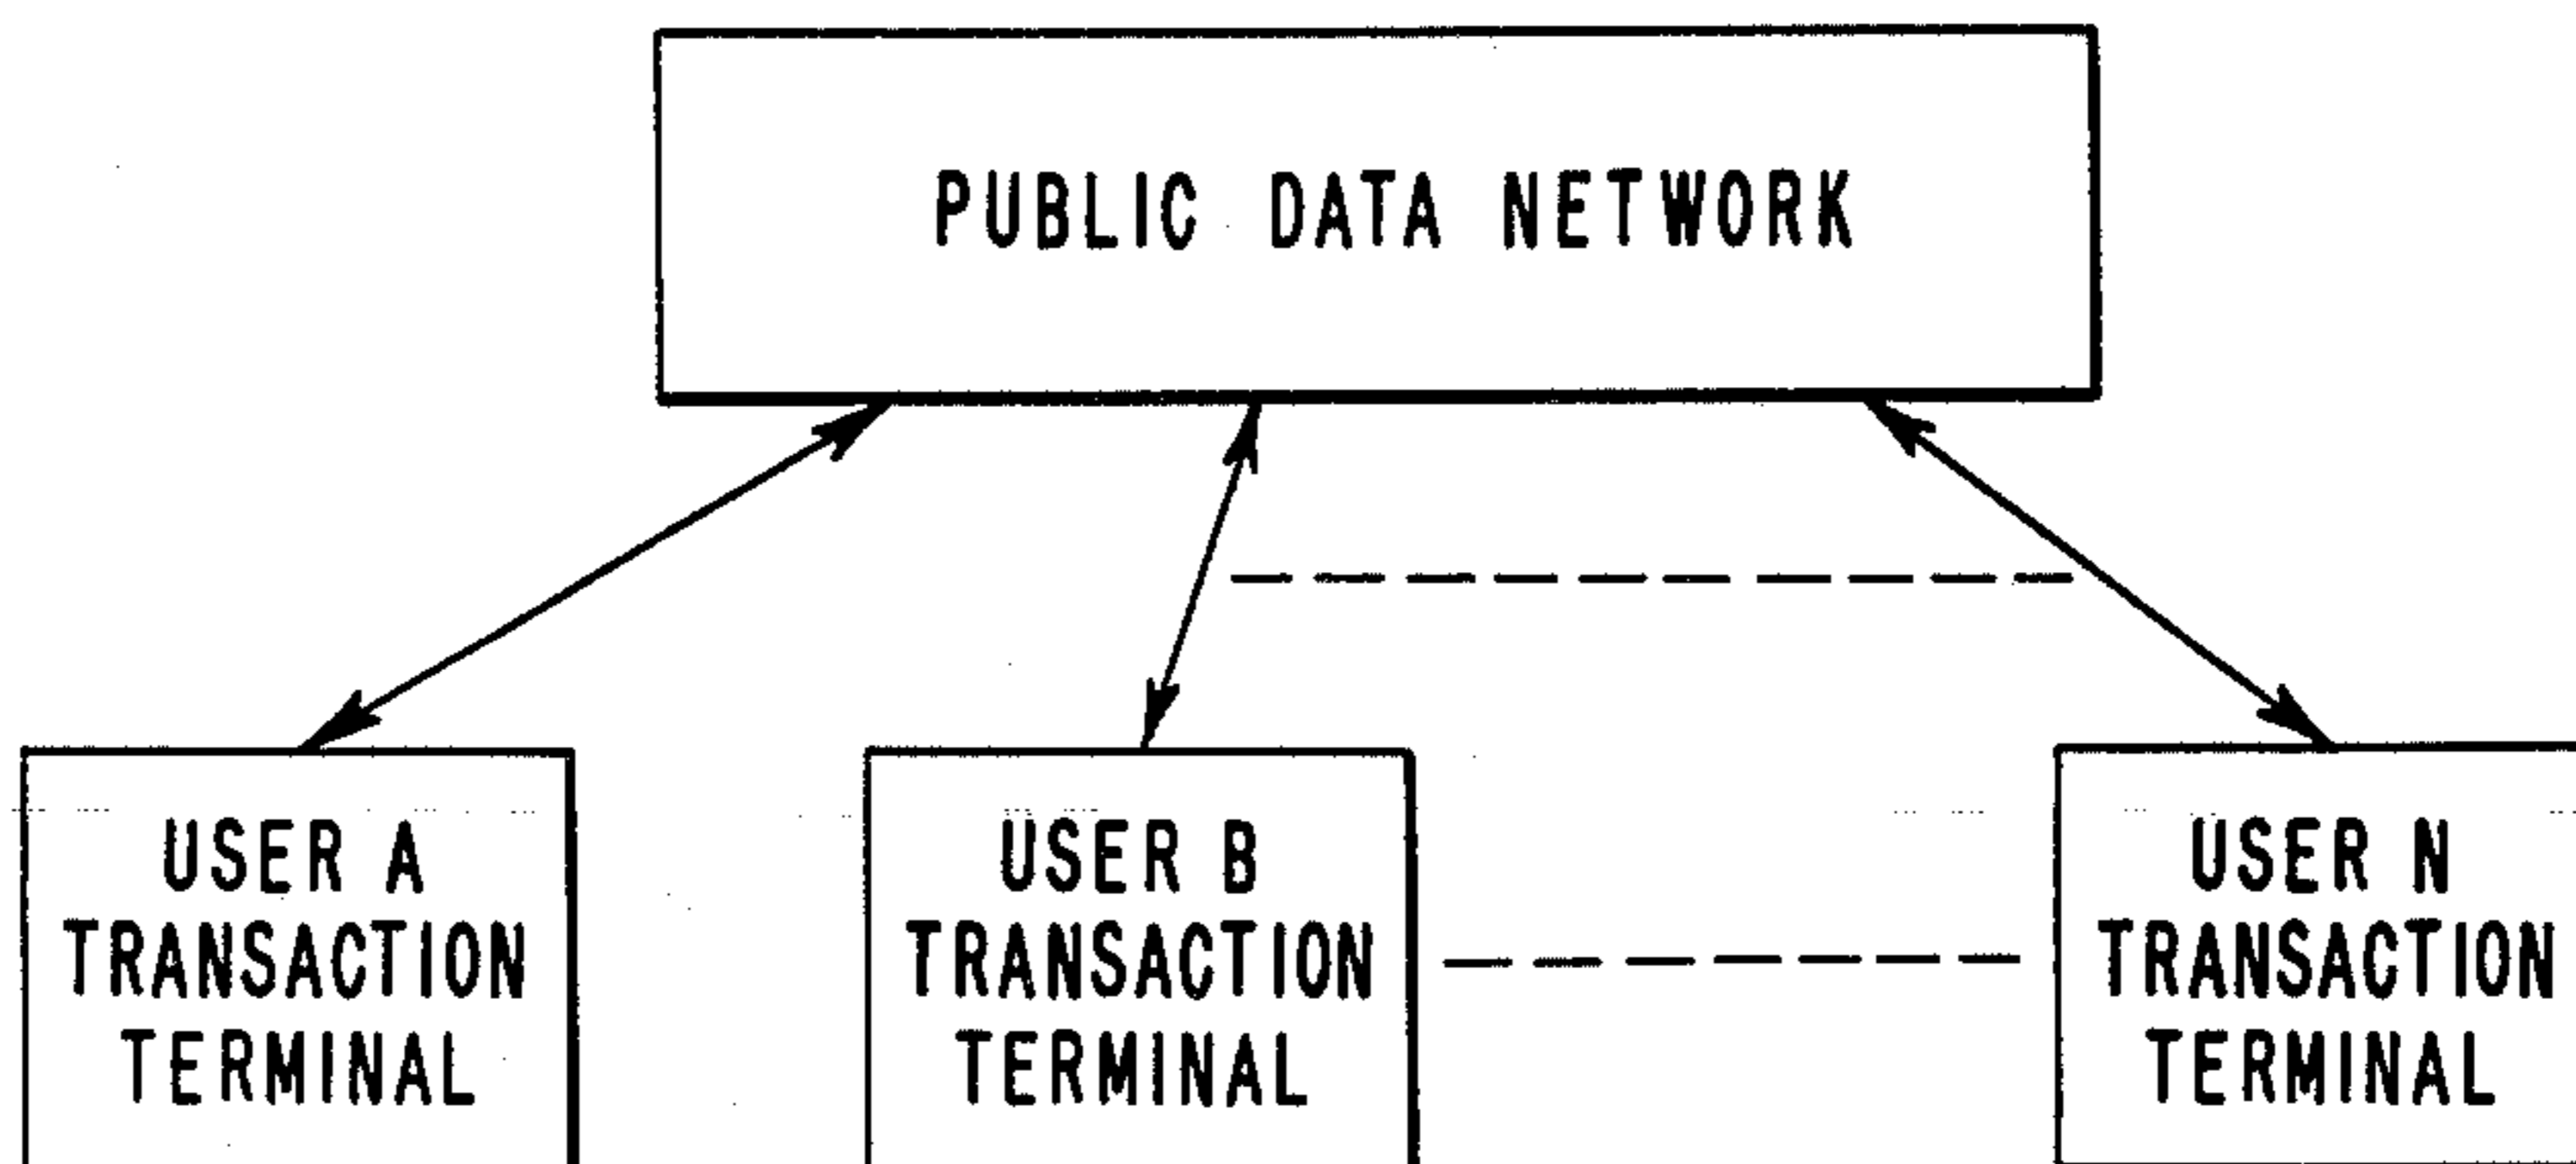 PUBLIC DATA NETWORK
USER A
TRANSACTION
TERMINAL
USER B
TRANSACTION
TERMINAL
USER N
TRANSACTION
TERMINAL